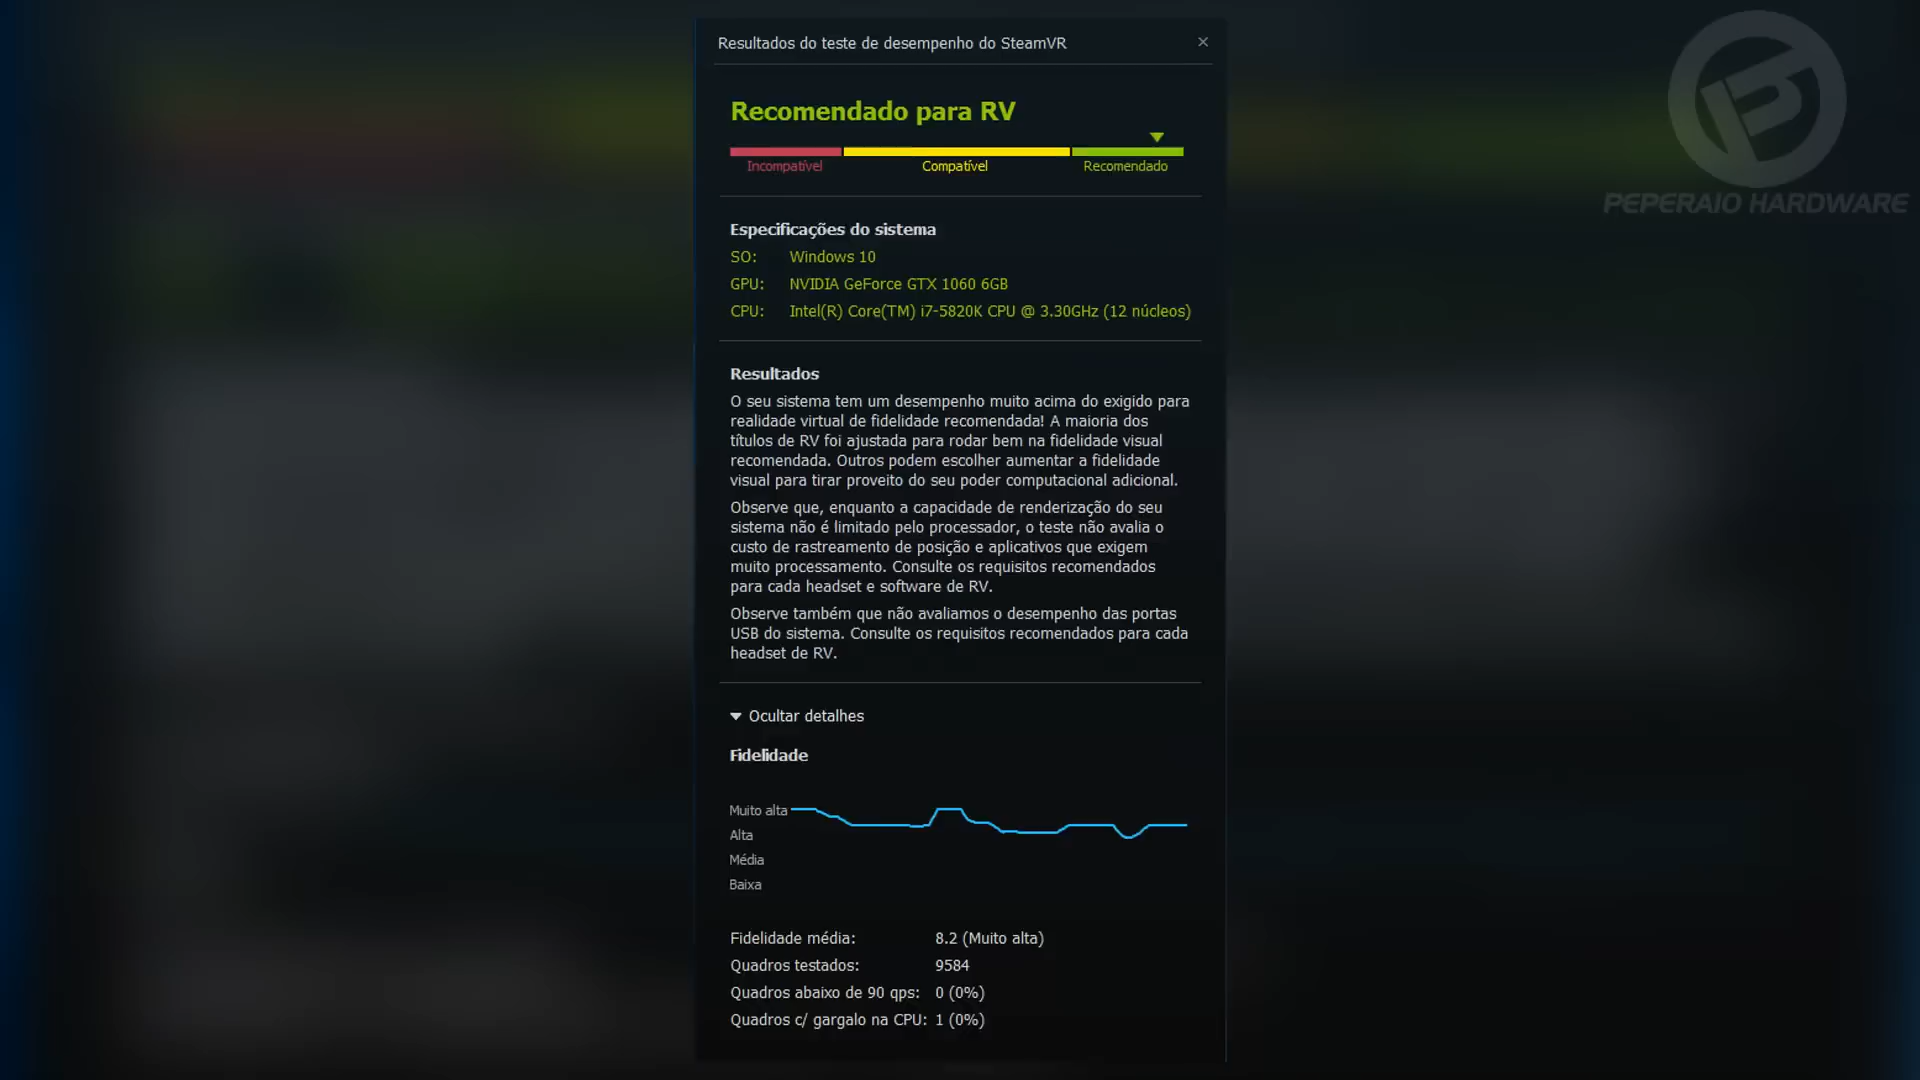 Resultados do teste de desempenho do SteamVR
Recomendado para RV
Incompatível Compatível Recomendado
Especificações do sistema
SO: Windows 10
GPU: NVIDIA GeForce GTX 1060 6GB
CPU: Intel(R) Core(TM) i7-5820K CPU @ 3.30GHz (12 núcleos)
Resultados
O seu sistema tem um desempenho muito acima do exigido para
realidade virtual de fidelidade recomendada! A maioria dos
títulos de RV foi ajustada para rodar bem na fidelidade visual
recomendada. Outros podem escolher aumentar a fidelidade
visual para tirar proveito do seu poder computacional adicional.
Observe que, enquanto a capacidade de renderização do seu
sistema não é limitado pelo processador, o teste não avalia o
custo de rastreamento de posição e aplicativos que exigem
muito processamento. Consulte os requisitos recomendados
para cada headset e software de RV.
Observe também que não avaliamos o desempenho das portas
USB do sistema. Consulte os requisitos recomendados para cada
headset de RV.
Ocultar detalhes
Fidelidade
Muito alta
Alta
Média
Baixa
Fidelidade média: 8.2 (Muito alta)
Quadros testados: 9584
Quadros abaixo de 90 qps: 0 (0%)
Quadros c/ gargalo na CPU: 1 (0%)
PEPERAIO HARDWARE